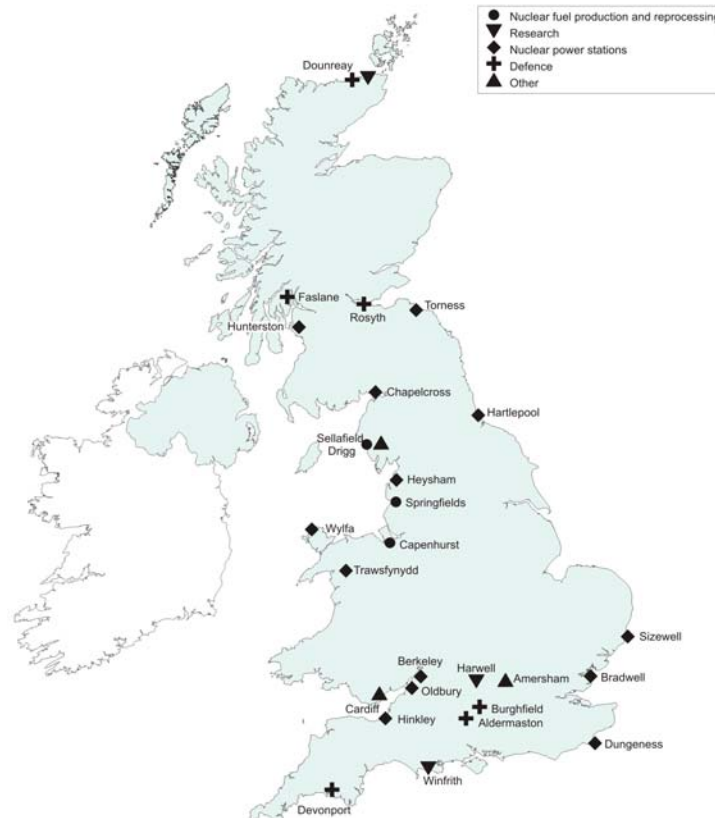 Nuclear fuel production and reprocessing
Research
Nuclear power stations
Defence
Other
Dounreay
Faslane
Rosyth
Torness
Hunterston
Chapelcross
Hartlepool
Sellafield
Drigg
Heysham
Springfields
Wylfa
Capenhurst
Trawsfynydd
Sizewell
Berkeley
Harwell
Amersham
Bradwell
Oldbury
Cardiff
Burghfield
Hinkley
Aldermaston
Dungeness
Winfrith
Devonport